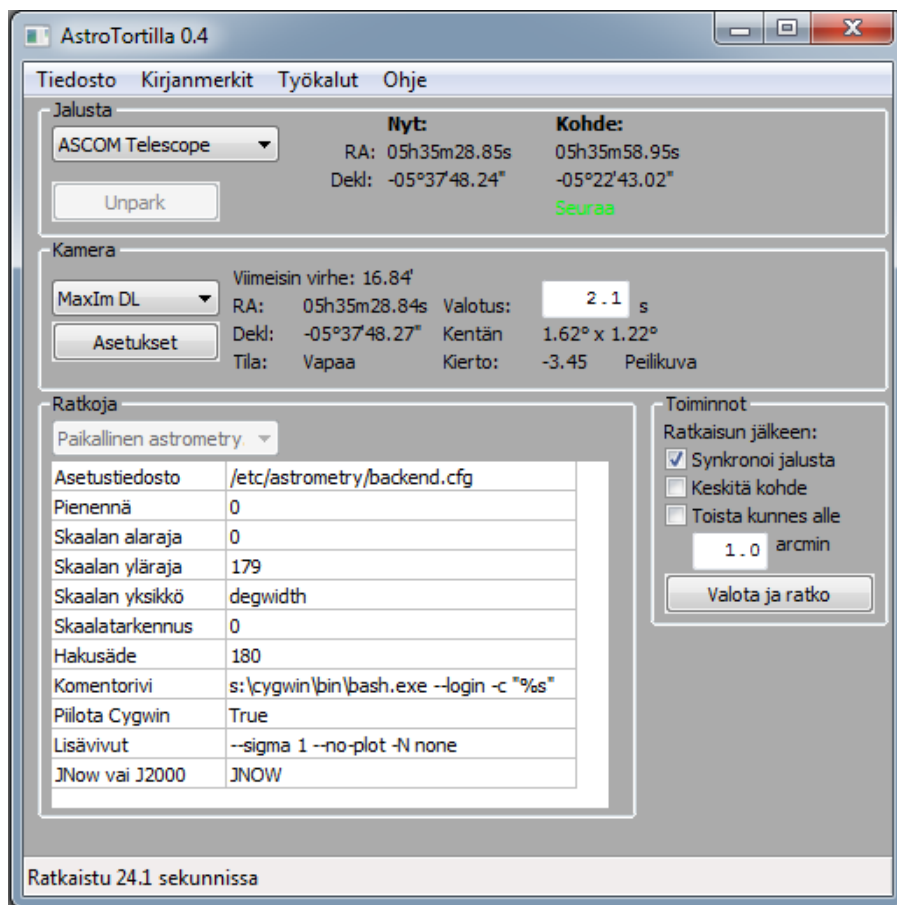 AstroTortilla 0.4
Tiedosto Kirjanmerkit Työkalut Ohje
Jalusta
Nyt: Kohde:
ASCOM Telescope RA: 05h35m28.85s 05h35m58.95s
Dekl: -05°37'48.24" -05°22'43.02"
Unpark Seuraa
Kamera
Viimeisin virhe: 16.84'
MaxIm DL RA: 05h35m28.84s Valotus: 2.1 s
Asetukset Dekl: -05°37'48.27" Kentän 1.62° x 1.22°
Tila: Vapaa Kierto: -3.45 Peilikuva
Ratkoja
Paikallinen astrometry.
Asetustiedosto /etc/astrometry/backend.cfg
Pienennä 0
Skaalan alaraja 0
Skaalan yläraja 179
Skaalan yksikkö degwidth
Skaalatarkennus 0
Hakusäde 180
Komentorivi s:\cygwin\bin\bash.exe --login -c "%s"
Piilota Cygwin True
Lisävivut --sigma 1 --no-plot -N none
JNow vai J2000 JNOW
Toiminnot
Ratkaisun jälkeen:
Synkronoi jalusta
Keskitä kohde
Toista kunnes alle
1.0 arcmin
Valota ja ratko
Ratkaistu 24.1 sekunnissa